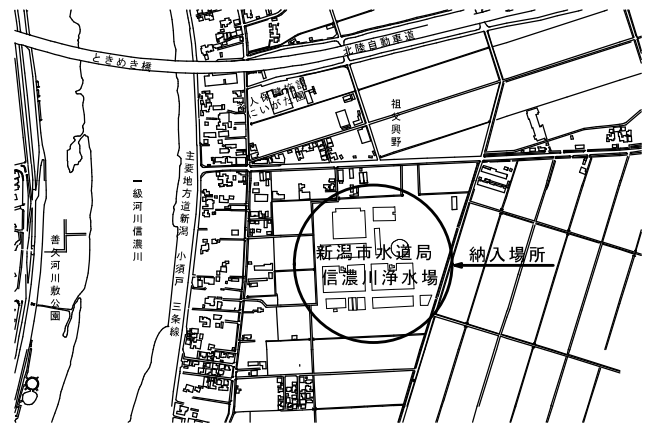 ときめき橋
北陸自動車道
祖父興野
主要地方道新潟 小須戸 三条線
一級河川信濃川
善久河川敷公園
新潟市水道局
信濃川浄水場
納入場所